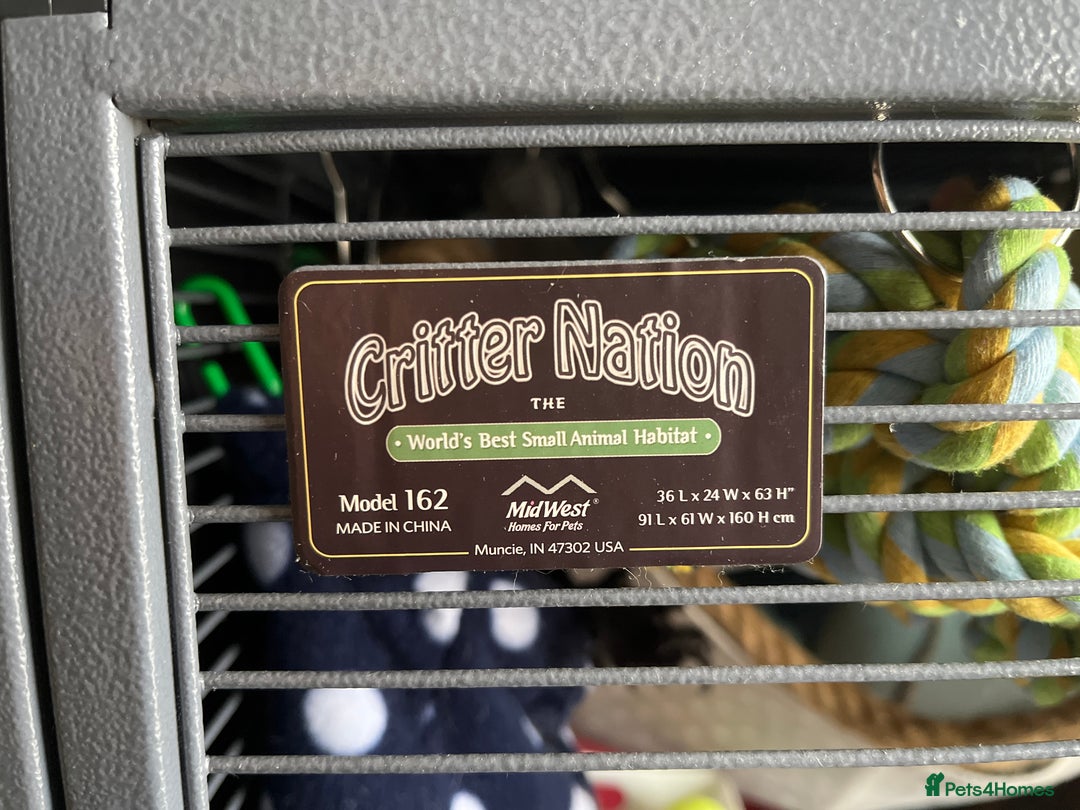 Critter Nation
THE
· World's Best Small Animal Habitat ·
Model 162
MADE IN CHINA
MidWest®
Homes For Pets
36 L x 24 W x 63 H"
91 L x 61 W x 160 H cm
Muncie, IN 47302 USA
Pets4Homes